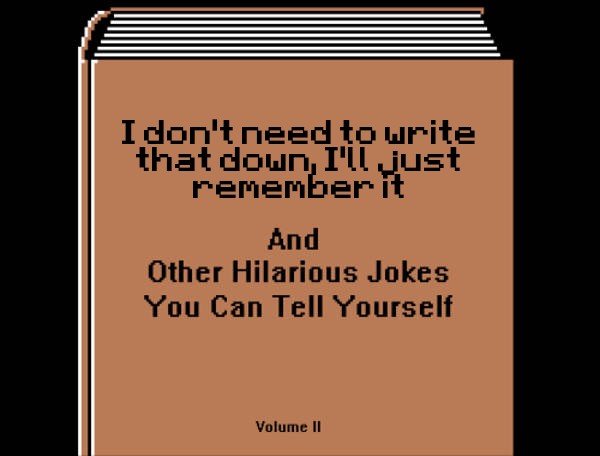 I don't need to write
that down, I'll just
remember it
And
Other Hilarious Jokes
You Can Tell Yourself
Volume II